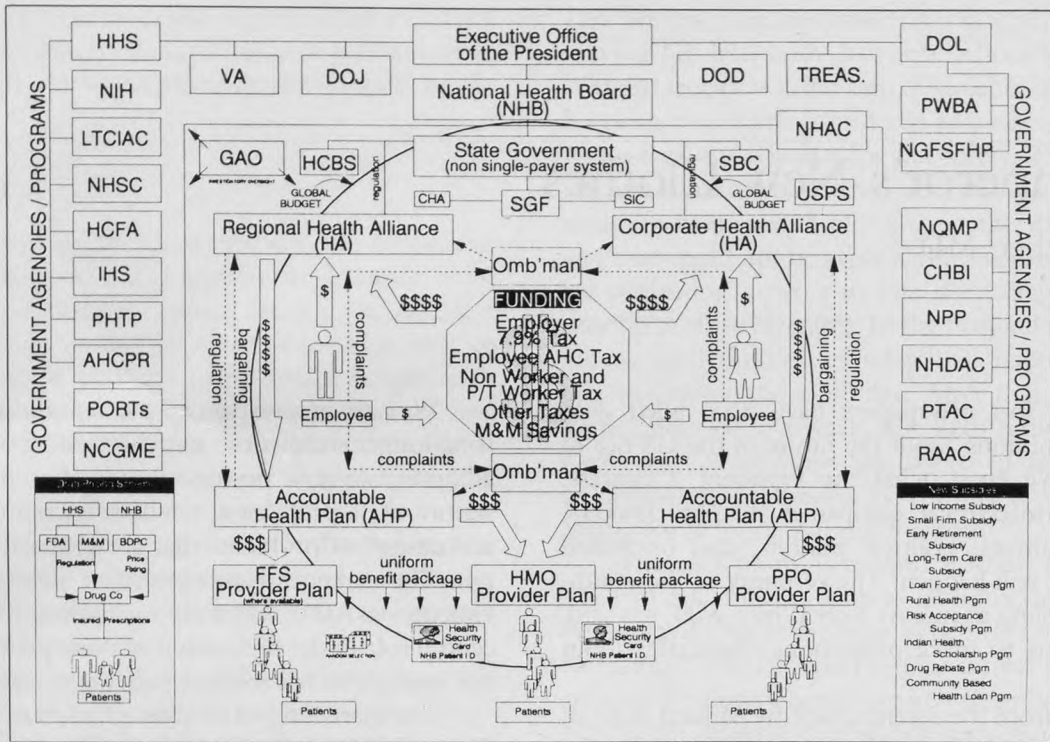 HHS
Executive Office
of the President
DOL
VA
DOJ
DOD
TREAS.
GOVERNMENT AGENCIES / PROGRAMS
NIH
LTCIAC
NHSC
HCFA
IHS
PHTP
AHCPR
PORTs
NCGME
National Health Board
(NHB)
GAO
HCBS
State Government
(non single-payer system)
SBC
NHAC
USPS
regulation
regulation
GLOBAL
BUDGET
GLOBAL
BUDGET
CHA
SGF
SIC
Regional Health Alliance
(HA)
Corporate Health Alliance
(HA)
Omb'man
FUNDING
Employer
7.9% Tax
Employee AHC Tax
Non Worker and
P/T Worker Tax
Other Taxes
M&M Savings
$
$$$$
$$$$
$
$$$$$
$$$$$
regulation
bargaining
complaints
complaints
bargaining
regulation
Employee
$
$
Employee
complaints
Omb'man
complaints
Accountable
Health Plan (AHP)
$$$
$$$
Accountable
Health Plan (AHP)
$$$
$$$
FFS
Provider Plan
(where available)
uniform
benefit package
HMO
Provider Plan
uniform
benefit package
PPO
Provider Plan
RANDOM SELECTION
Health
Security
Card
NHB Patient I D
Health
Security
Card
NHB Patient I D
Patients
Patients
Patients
HHS
NHB
FDA
M&M
BDPC
Regulation
Price
Fixing
Drug Co
Insured Prescriptions
Patients
PWBA
NGFSFHP
NQMP
CHBI
NPP
NHDAC
PTAC
RAAC
GOVERNMENT AGENCIES / PROGRAMS
New Subsidies
Low Income Subsidy
Small Firm Subsidy
Early Retirement
Subsidy
Long-Term Care
Subsidy
Loan Forgiveness Pgm
Rural Health Pgm
Risk Acceptance
Subsidy Pgm
Indian Health
Scholarship Pgm
Drug Rebate Pgm
Community Based
Health Loan Pgm